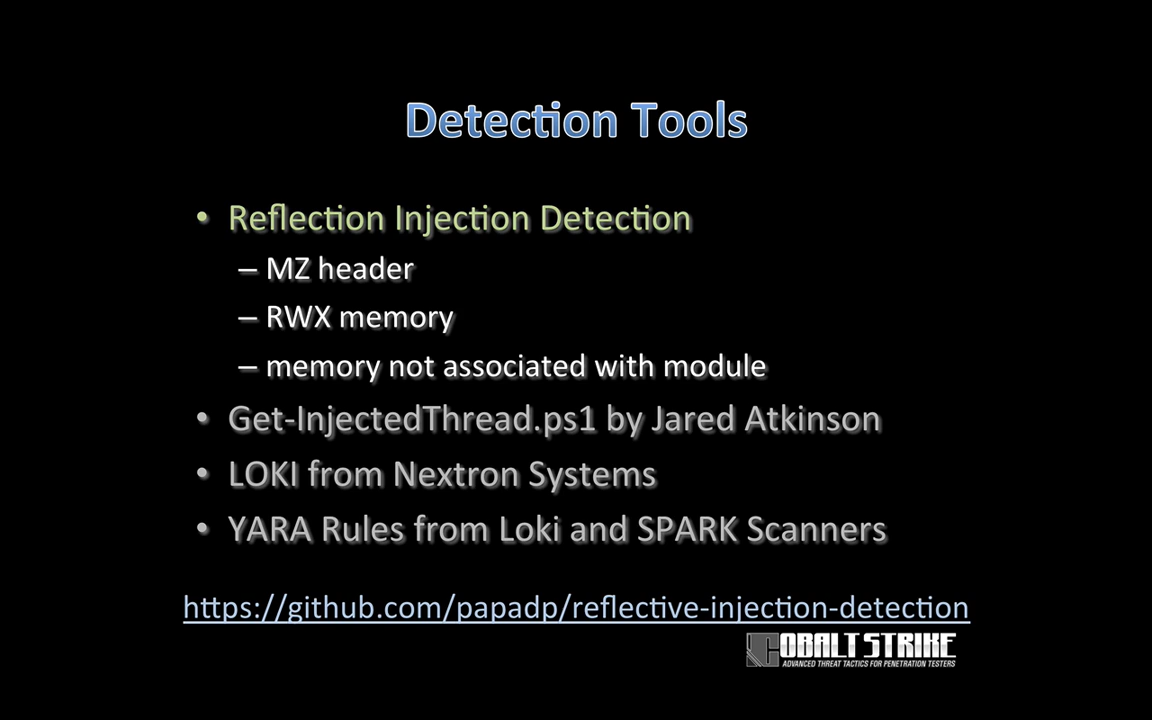 Detection Tools
• Reflection Injection Detection
– MZ header
– RWX memory
– memory not associated with module
• Get-InjectedThread.ps1 by Jared Atkinson
• LOKI from Nextron Systems
• YARA Rules from Loki and SPARK Scanners
https://github.com/papadp/reflective-injection-detection
COBALT STRIKE
ADVANCED THREAT TACTICS FOR PENETRATION TESTERS